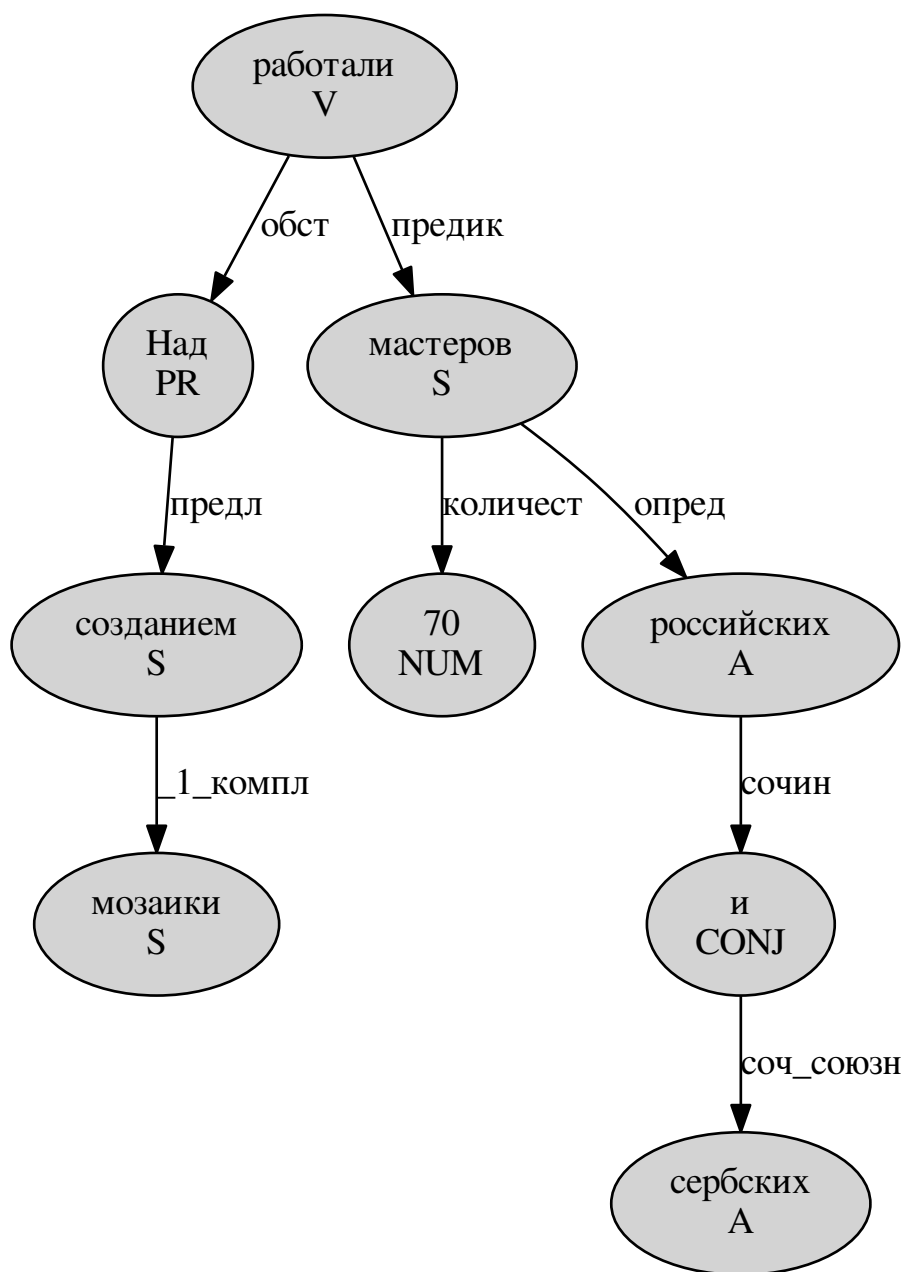 работали
V
обст
предик
Над
PR
мастеров
S
предл
количест
опред
созданием
S
70
NUM
российских
A
_1_компл
сочин
мозаики
S
и
CONJ
соч_союзн
сербских
A